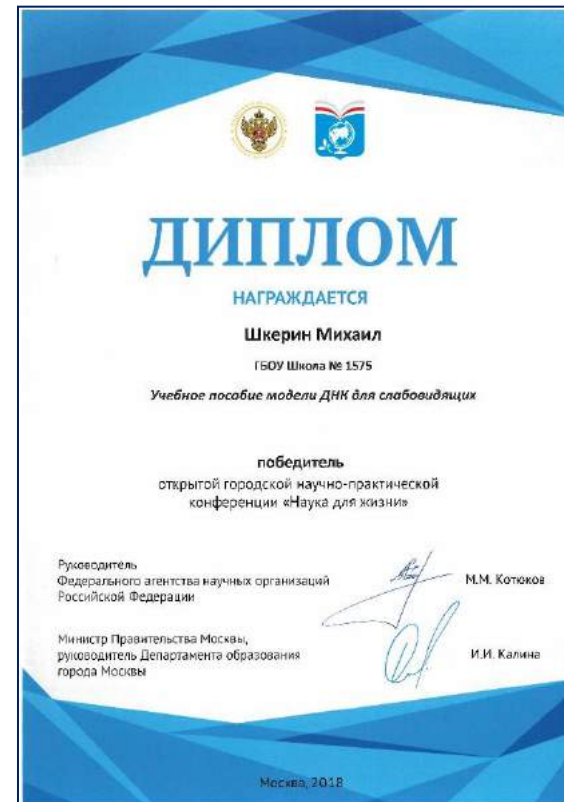 ДИПЛОМ
НАГРАЖДАЕТСЯ
Шкерин Михаил
ГБОУ Школа № 1575
Учебное пособие модели ДНК для слабовидящих
победитель
открытой городской научно-практической
конференции «Наука для жизни»
Руководитель
Федерального агентства научных организаций
Российской Федерации
М.М. Котюков
Министр Правительства Москвы,
руководитель Департамента образования
города Москвы
И.И. Калина
Москва, 2018